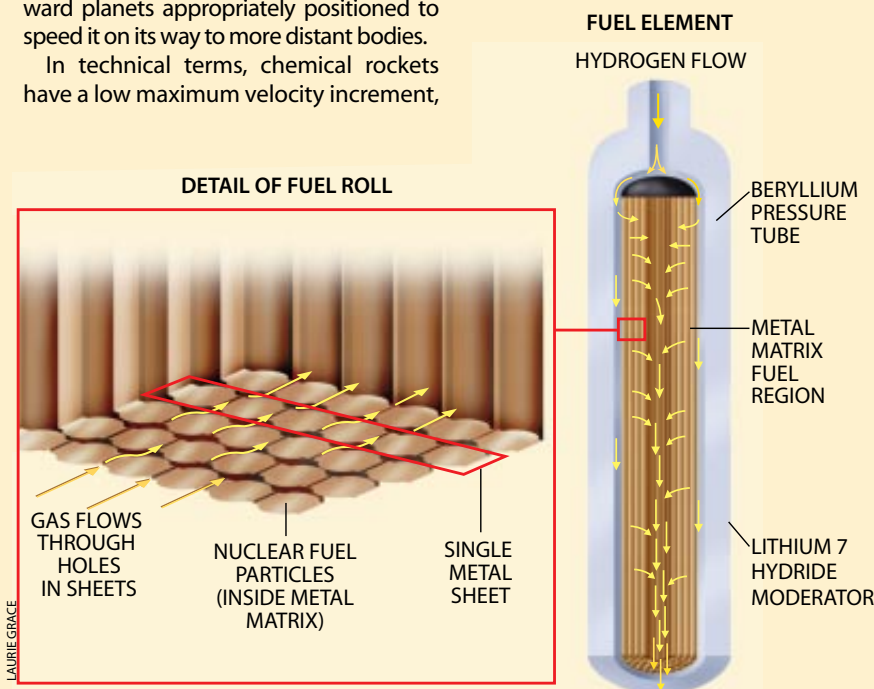 ward planets appropriately positioned to
speed it on its way to more distant bodies.
In technical terms, chemical rockets
have a low maximum velocity increment,
FUEL ELEMENT
HYDROGEN FLOW
BERYLLIUM
PRESSURE
TUBE
METAL
MATRIX
FUEL
REGION
LITHIUM 7
HYDRIDE
MODERATOR
DETAIL OF FUEL ROLL
GAS FLOWS
THROUGH
HOLES
IN SHEETS
NUCLEAR FUEL
PARTICLES
(INSIDE METAL
MATRIX)
SINGLE
METAL
SHEET
LAURIE GRACE